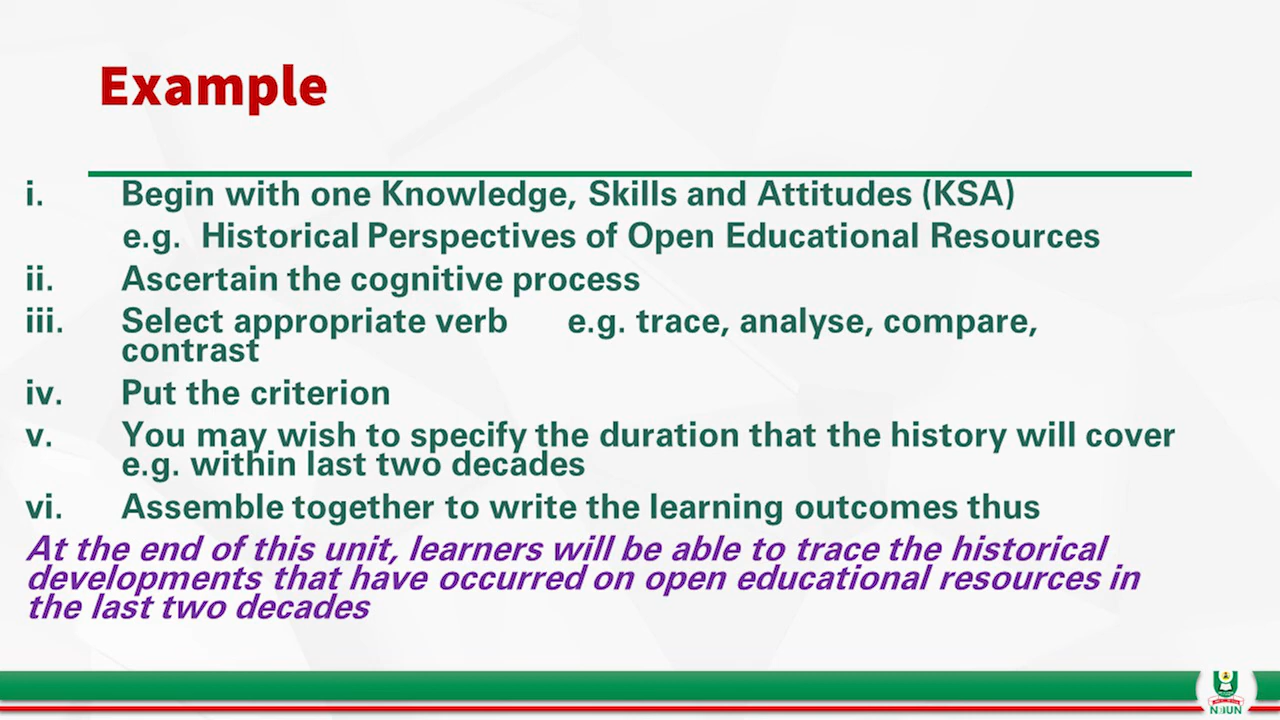 Example
i. Begin with one Knowledge, Skills and Attitudes (KSA)
e.g. Historical Perspectives of Open Educational Resources
ii. Ascertain the cognitive process
iii. Select appropriate verb e.g. trace, analyse, compare,
contrast
iv. Put the criterion
v. You may wish to specify the duration that the history will cover
e.g. within last two decades
vi. Assemble together to write the learning outcomes thus
At the end of this unit, learners will be able to trace the historical
developments that have occurred on open educational resources in
the last two decades